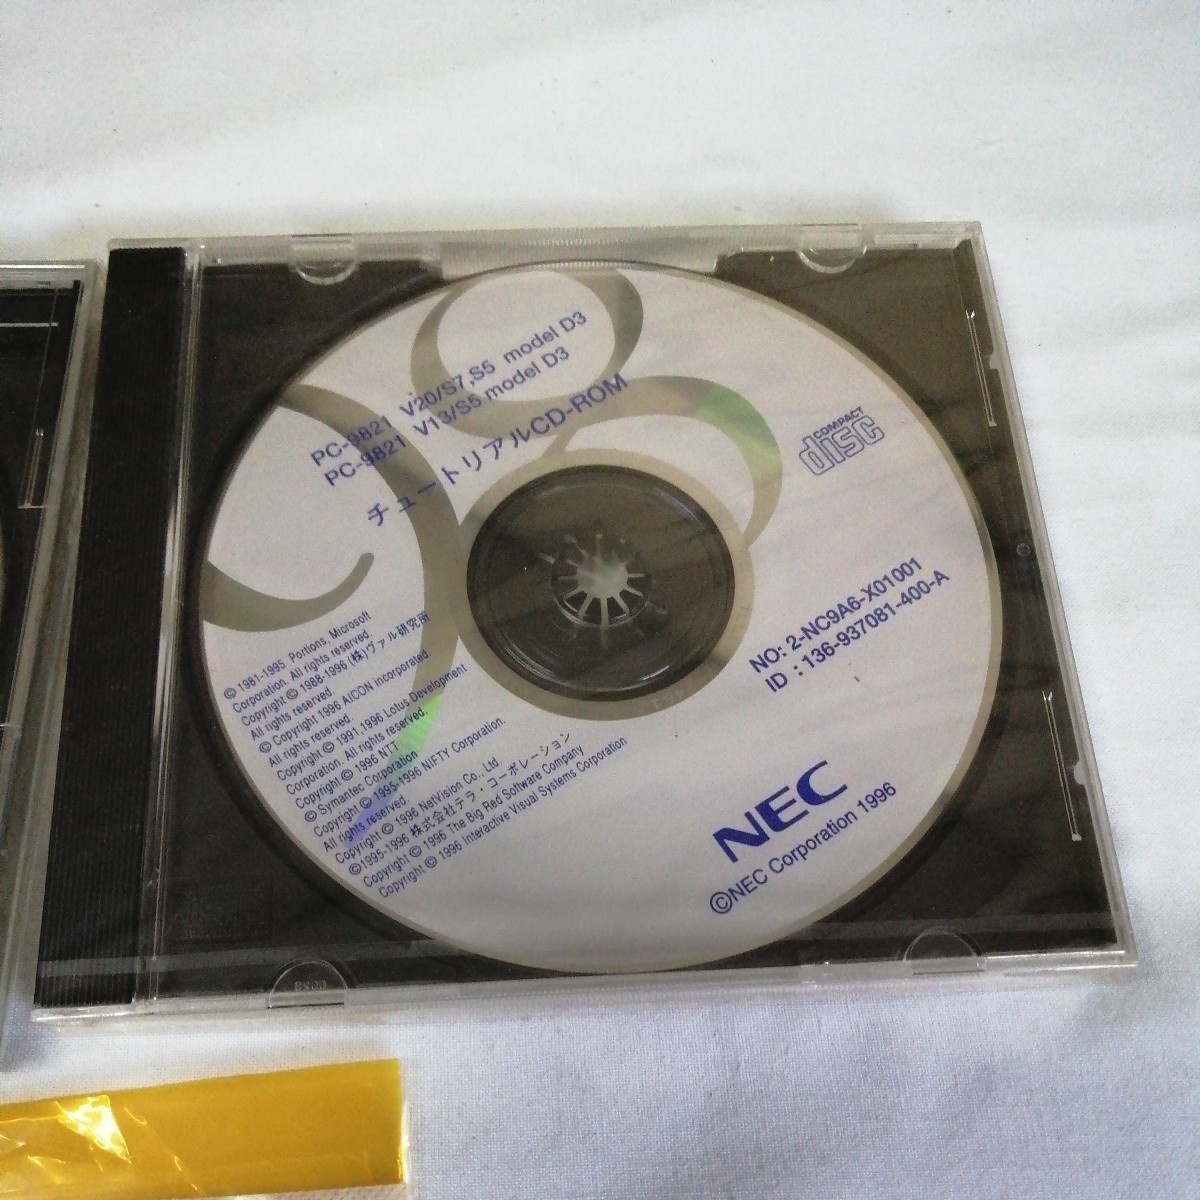 PC-9821 V20/S7,S5 model D3
PC-9821 V13/S5 model D3
チュートリアルCD-ROM
COMPACT
disc
NO: 2-NC9A6-X01001
ID : 136-937081-400-A
© 1981-1995 Portions, Microsoft
Corporation. All rights reserved.
Copyright © 1988-1996 (株)ヴァル研究所
All rights reserved.
© Copyright 1996 AICON incorporated
All rights reserved.
Copyright © 1991,1996 Lotus Development
Corporation. All rights reserved.
Copyright © 1996 NTT
© Symantec Corporation
Copyright © 1995-1996 NIFTY Corporation.
All rights reserved.
Copyright © 1996 NetVision Co., Ltd.
©1995-1996 株式会社テラ・コーポレーション
Copyright © 1996 The Big Red Software Company
Copyright © 1996 Interactive Visual Systems Corporation
NEC
©NEC Corporation 1996